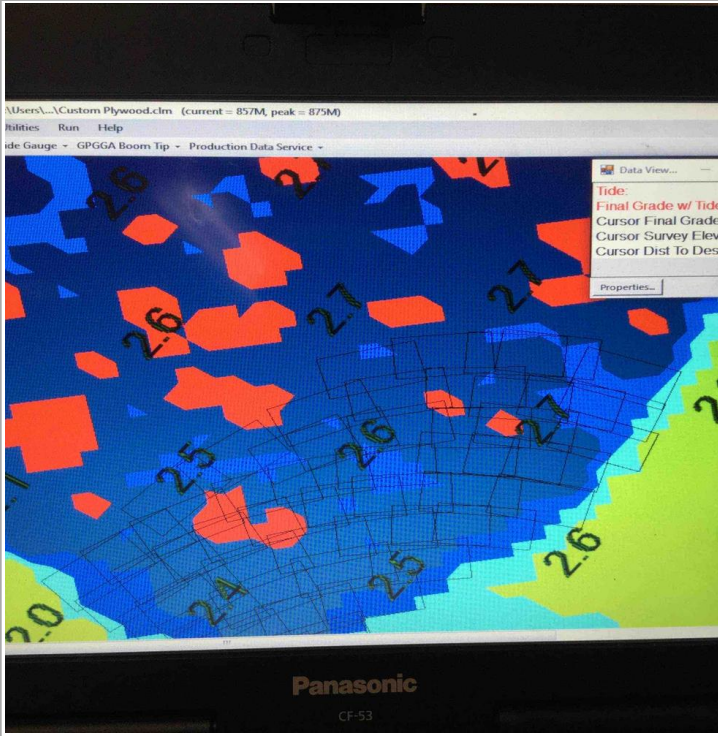 \Users\...\Custom Plywood.clm (current = 857M, peak = 875M)
Utilities Run Help
de Gauge GPGGA Boom Tip Production Data Service
Data View...
Tide:
Final Grade w/ Tide
Cursor Final Grade
Cursor Survey Elev
Cursor Dist To Des
Properties...
2.6
2.7
2.7
2.6
2.7
2.6
2.5
2.6
2.5
2.4
2.0
Panasonic
CF-53